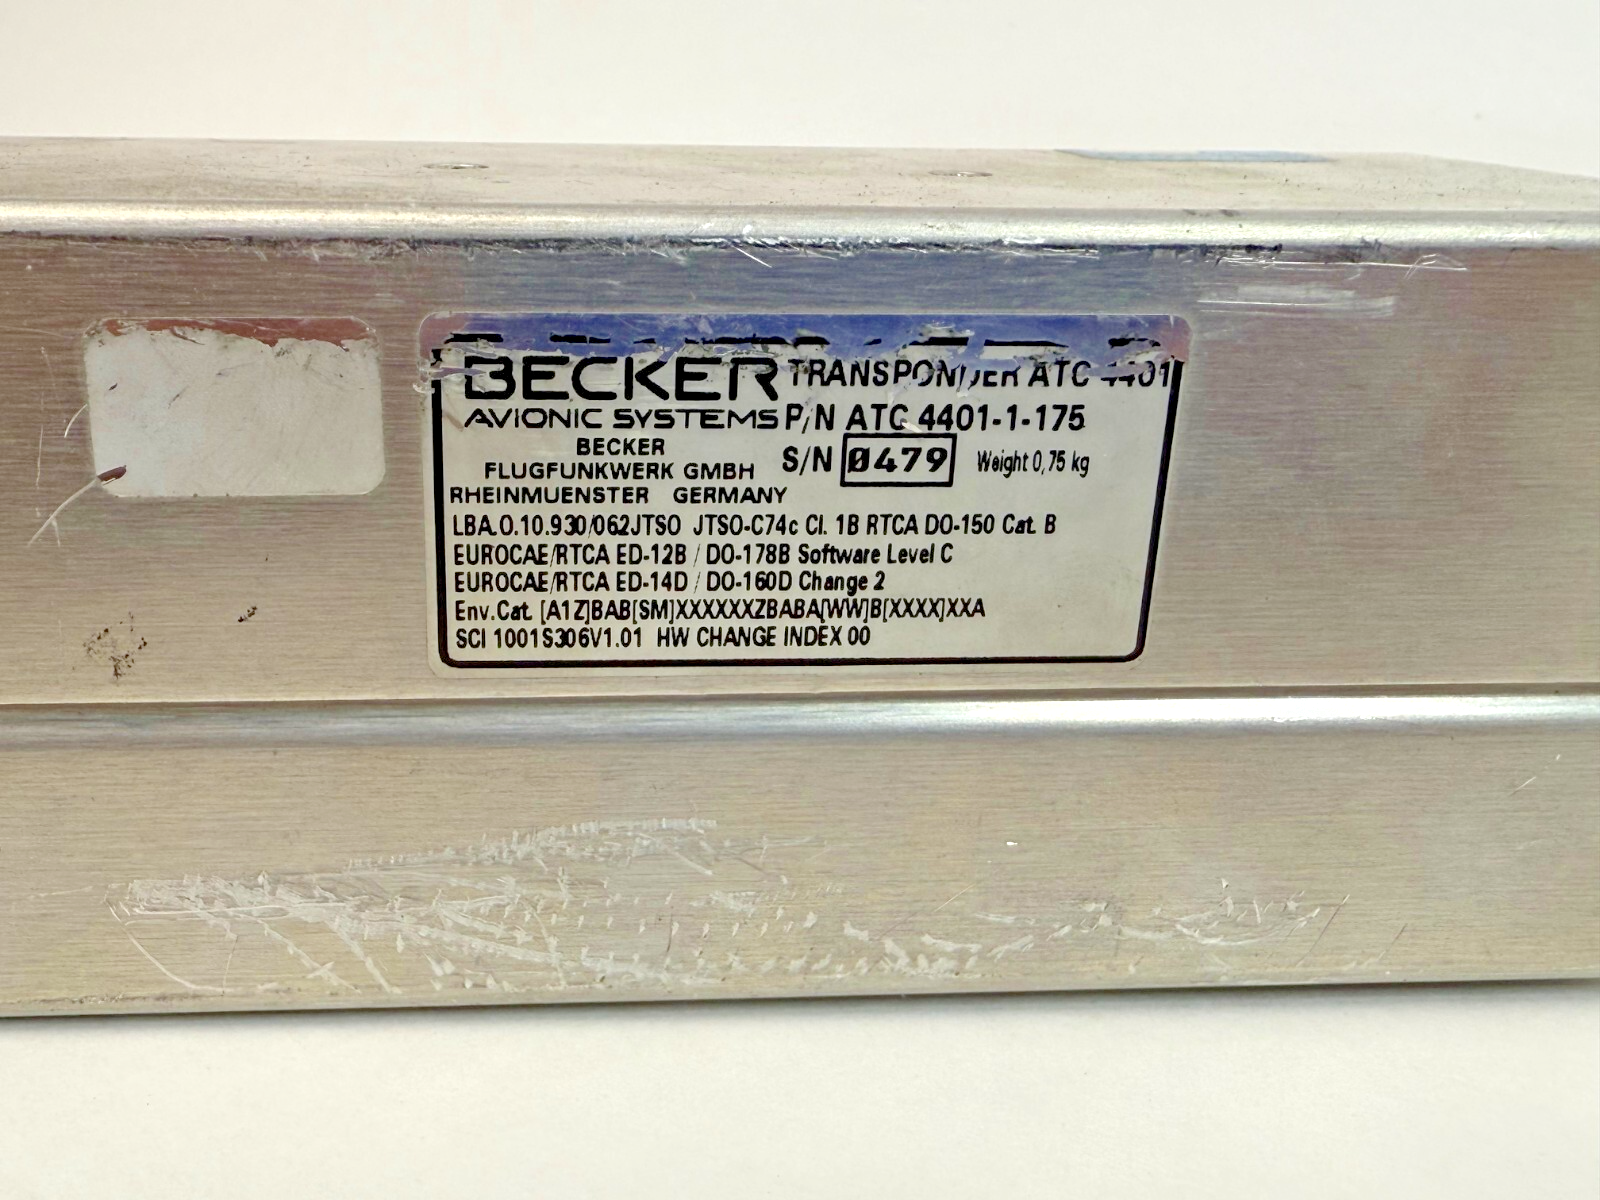 BECKER TRANSPONDER ATC 4401
AVIONIC SYSTEMS P/N ATC 4401-1-175
BECKER
FLUGFUNKWERK GMBH S/N 0479 Weight 0,75 kg
RHEINMUENSTER GERMANY
LBA.O.10.930/062JTSO JTSO-C74c Cl. 1B RTCA DO-150 Cat. B
EUROCAE/RTCA ED-12B / DO-178B Software Level C
EUROCAE/RTCA ED-14D / DO-160D Change 2
Env.Cat. [A1Z]BAB[SM]XXXXXXZBABA[WW]B[XXXX]XXA
SCI 1001S306V1.01 HW CHANGE INDEX 00